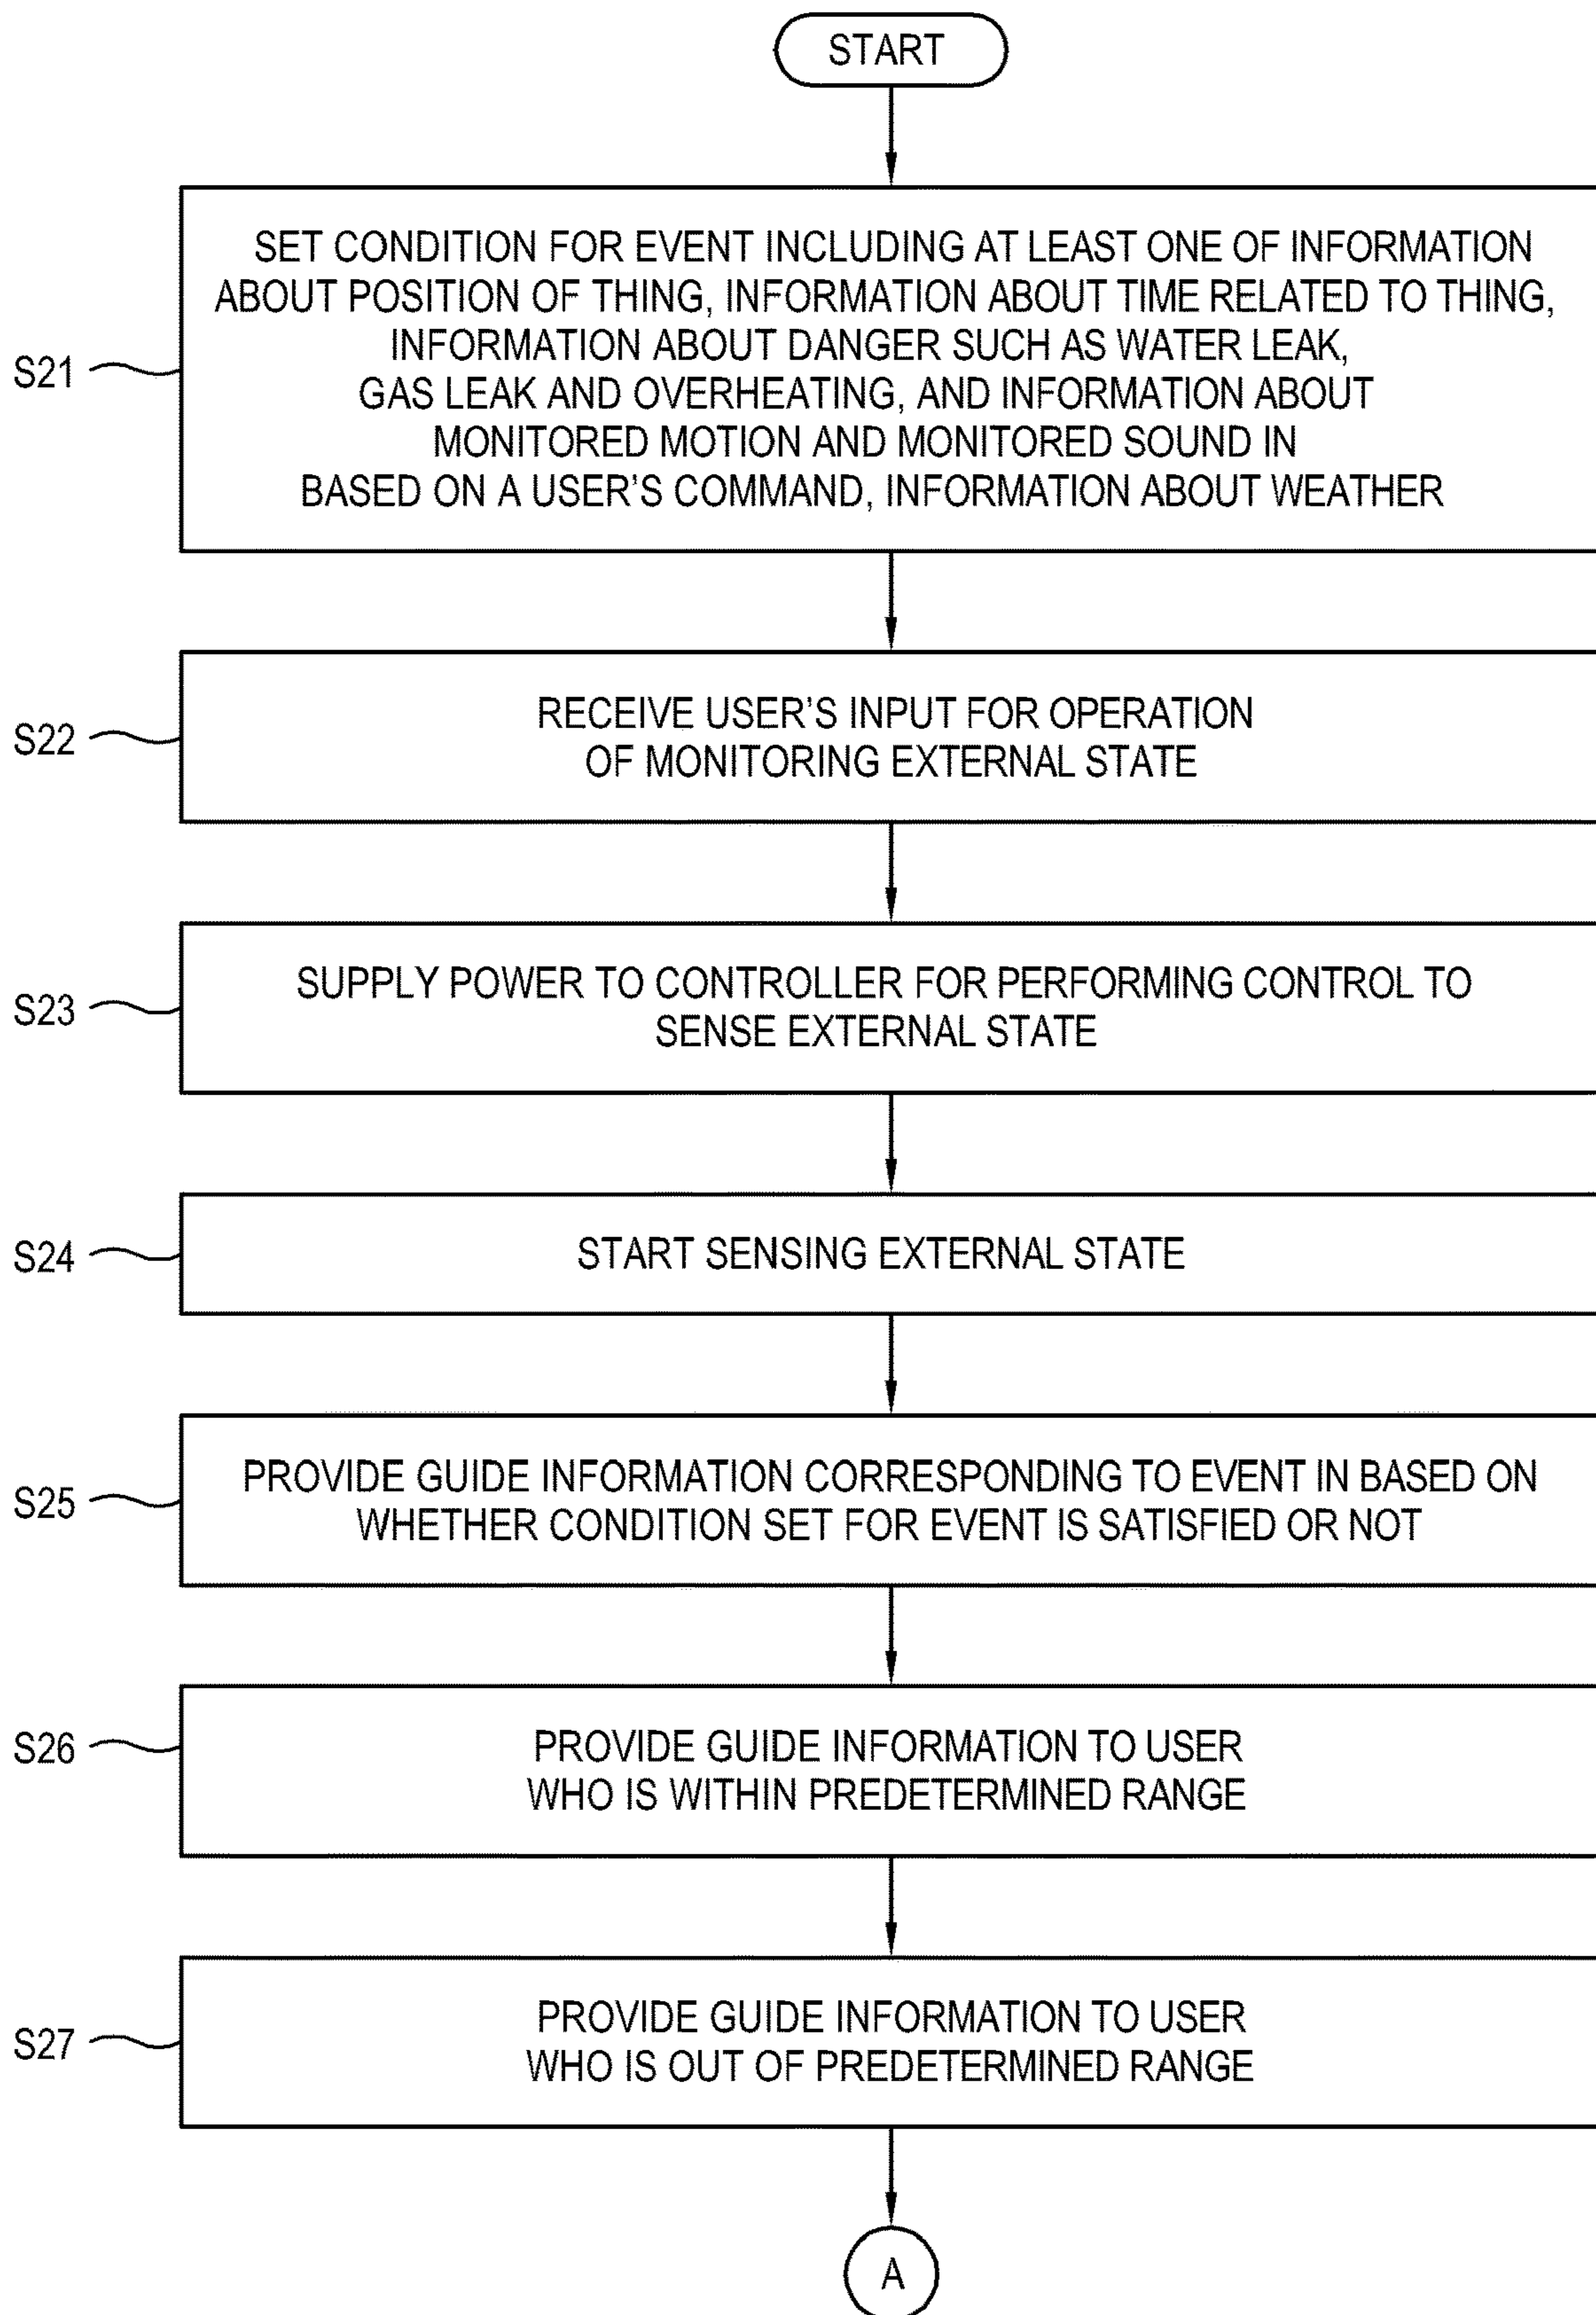 START
S21
SET CONDITION FOR EVENT INCLUDING AT LEAST ONE OF INFORMATION
ABOUT POSITION OF THING, INFORMATION ABOUT TIME RELATED TO THING,
INFORMATION ABOUT DANGER SUCH AS WATER LEAK,
GAS LEAK AND OVERHEATING, AND INFORMATION ABOUT
MONITORED MOTION AND MONITORED SOUND IN
BASED ON A USER'S COMMAND, INFORMATION ABOUT WEATHER
S22
RECEIVE USER'S INPUT FOR OPERATION
OF MONITORING EXTERNAL STATE
S23
SUPPLY POWER TO CONTROLLER FOR PERFORMING CONTROL TO
SENSE EXTERNAL STATE
S24
START SENSING EXTERNAL STATE
S25
PROVIDE GUIDE INFORMATION CORRESPONDING TO EVENT IN BASED ON
WHETHER CONDITION SET FOR EVENT IS SATISFIED OR NOT
S26
PROVIDE GUIDE INFORMATION TO USER
WHO IS WITHIN PREDETERMINED RANGE
S27
PROVIDE GUIDE INFORMATION TO USER
WHO IS OUT OF PREDETERMINED RANGE
A